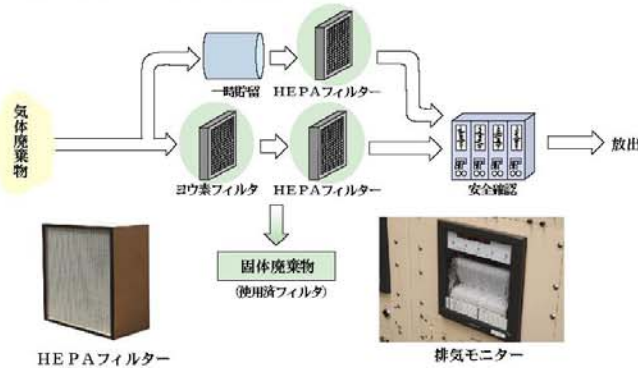 一時貯留
HEPAフィルター
気体廃棄物
放出
ヨウ素フィルタ
HEPAフィルター
安全確認
固体廃棄物
(使用済フィルタ)
HEPAフィルター
排気モニター